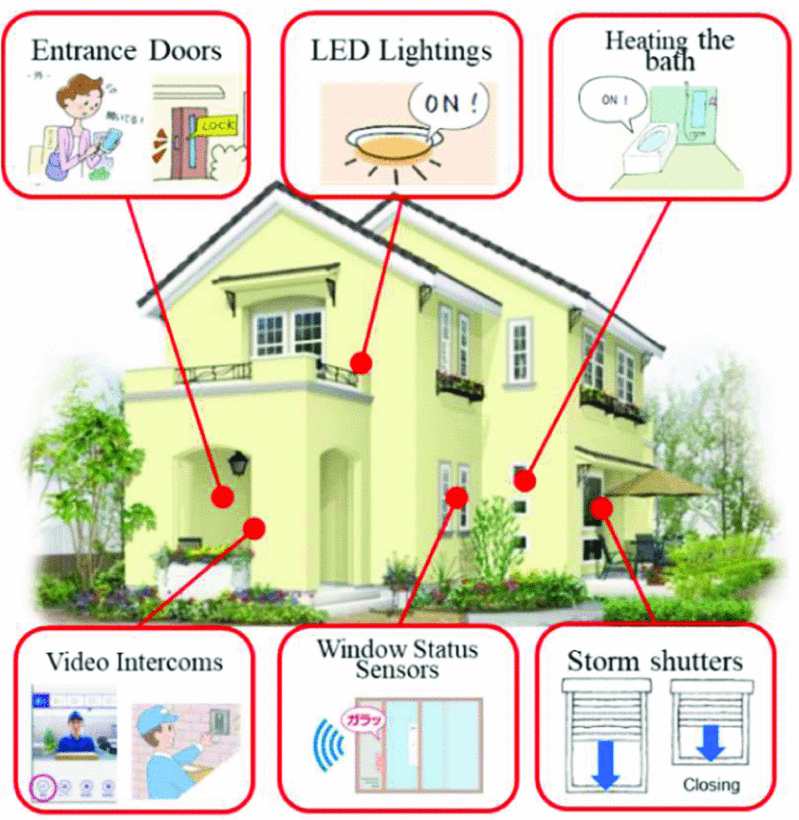 Entrance Doors
-外-
開いてる!
LOCK
LED Lightings
ON !
Heating the
bath
ON !
Video Intercoms
Window Status
Sensors
ガラッ
Storm shutters
Closing